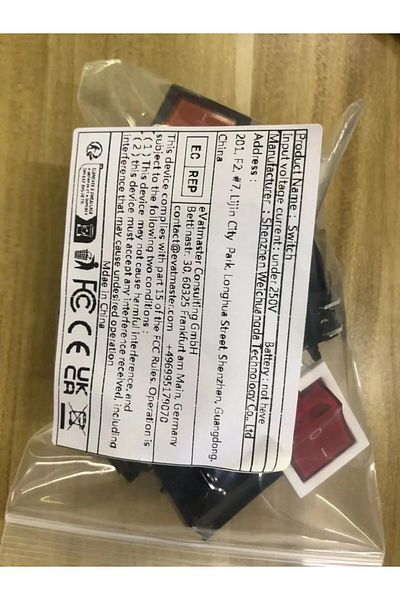 Product Name : Switch
Input voltage current: under 250V Battery : not have
Manufacturer : Shenzhen Weichuangda Technology Co., Ltd
Address :
201, F2, #7, Lijin City Park, Longhua Street, Shenzhen, Guangdong,
China
EC REP
eVatmaster Consulting GmbH
Bettinastr. 30, 60325 Frankfurt am Main, Germany
contact@evatmaster.com +496995179070
This device complies with part 15 of the FCC Rules. Operation is
subject to the following two conditions :
( 1 ) this device may not cause harmful interference, and
( 2 ) this device must accept any interference received, including
interference that may cause undesired operation
Mdae in China
FC CE UK CA